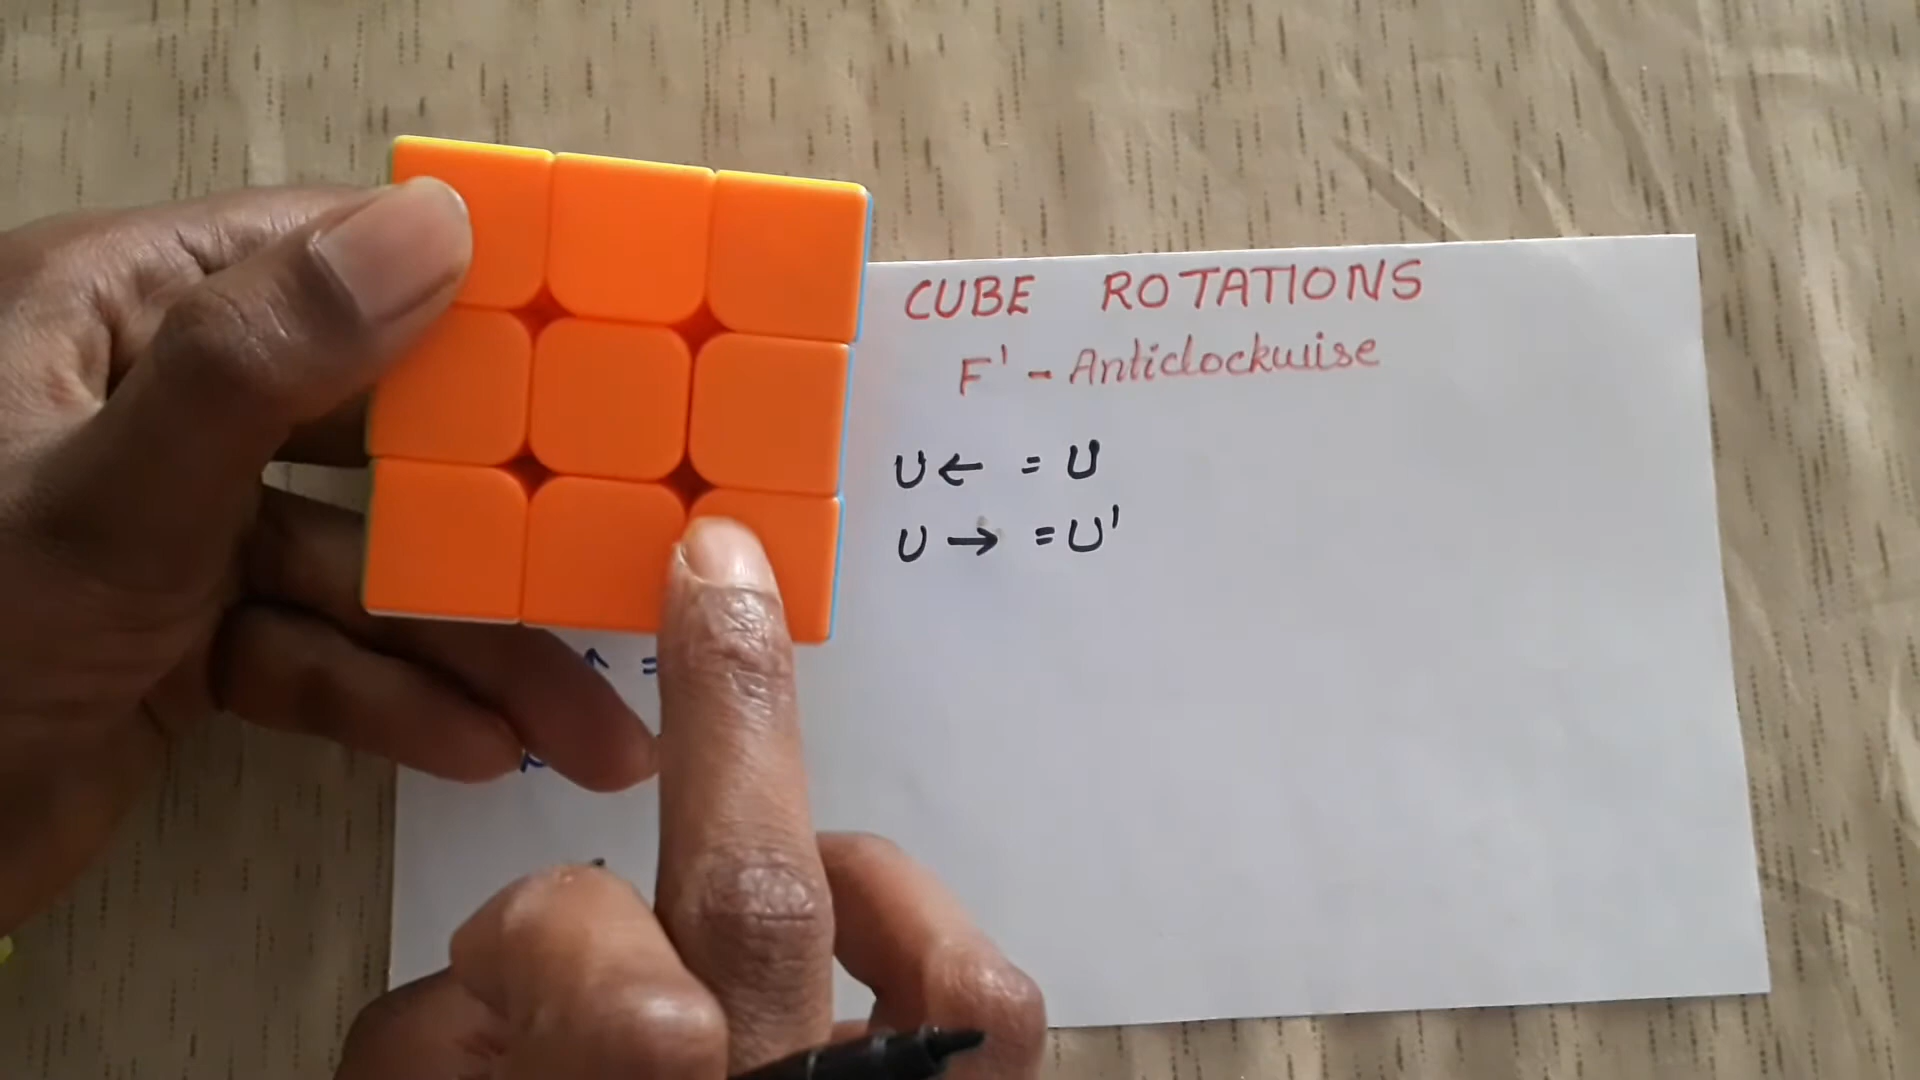 CUBE ROTATIONS
F' - Anticlockwise
U ← = U
U → = U'
↑ =